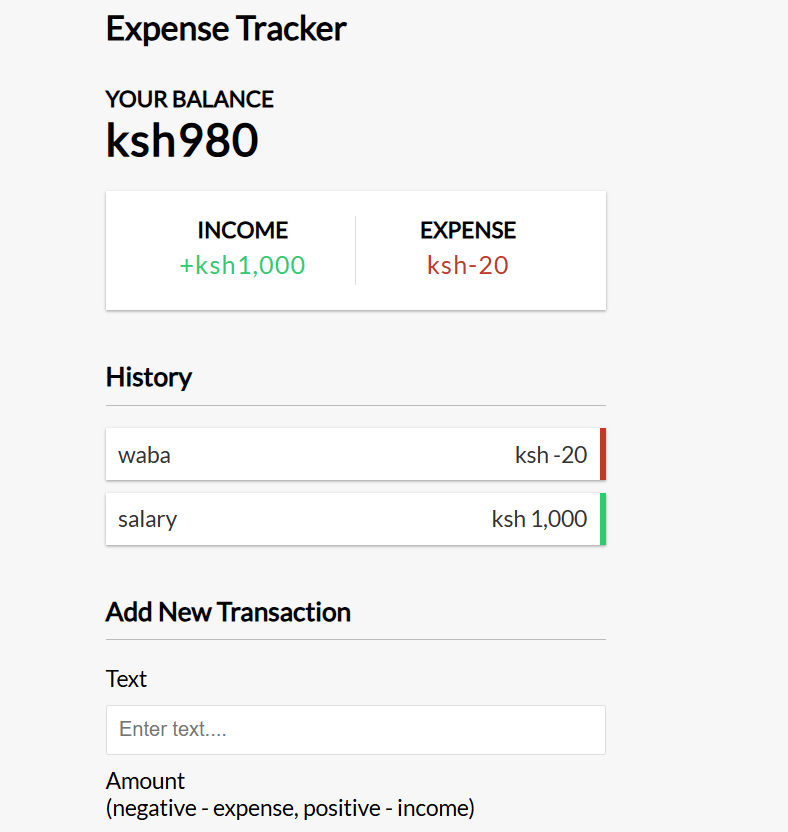 Expense Tracker
YOUR BALANCE
ksh980
INCOME
+ksh1,000
EXPENSE
ksh-20
History
waba ksh -20
salary ksh 1,000
Add New Transaction
Text
Enter text....
Amount
(negative - expense, positive - income)